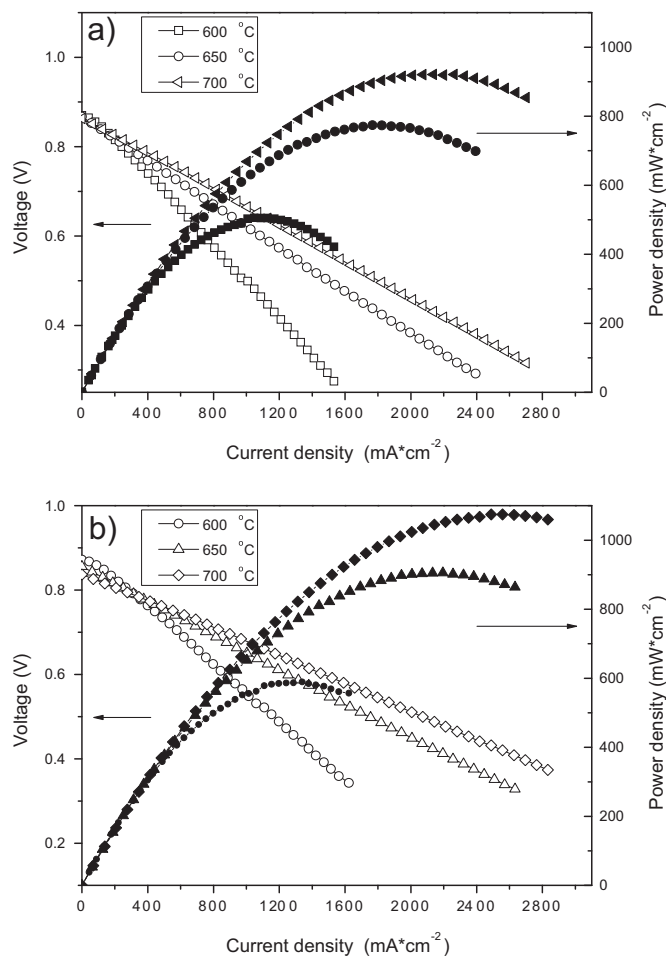 a)
600 °C
650 °C
700 °C
1.0
0.8
0.6
0.4
Voltage (V)
1000
800
600
400
200
0
Power density (mW*cm-2)
0 400 800 1200 1600 2000 2400 2800
Current density (mA*cm-2)
b)
600 °C
650 °C
700 °C
1.0
0.8
0.6
0.4
0.2
Voltage (V)
1000
800
600
400
200
0
Power density (mW*cm-2)
0 400 800 1200 1600 2000 2400 2800
Current density (mA*cm-2)